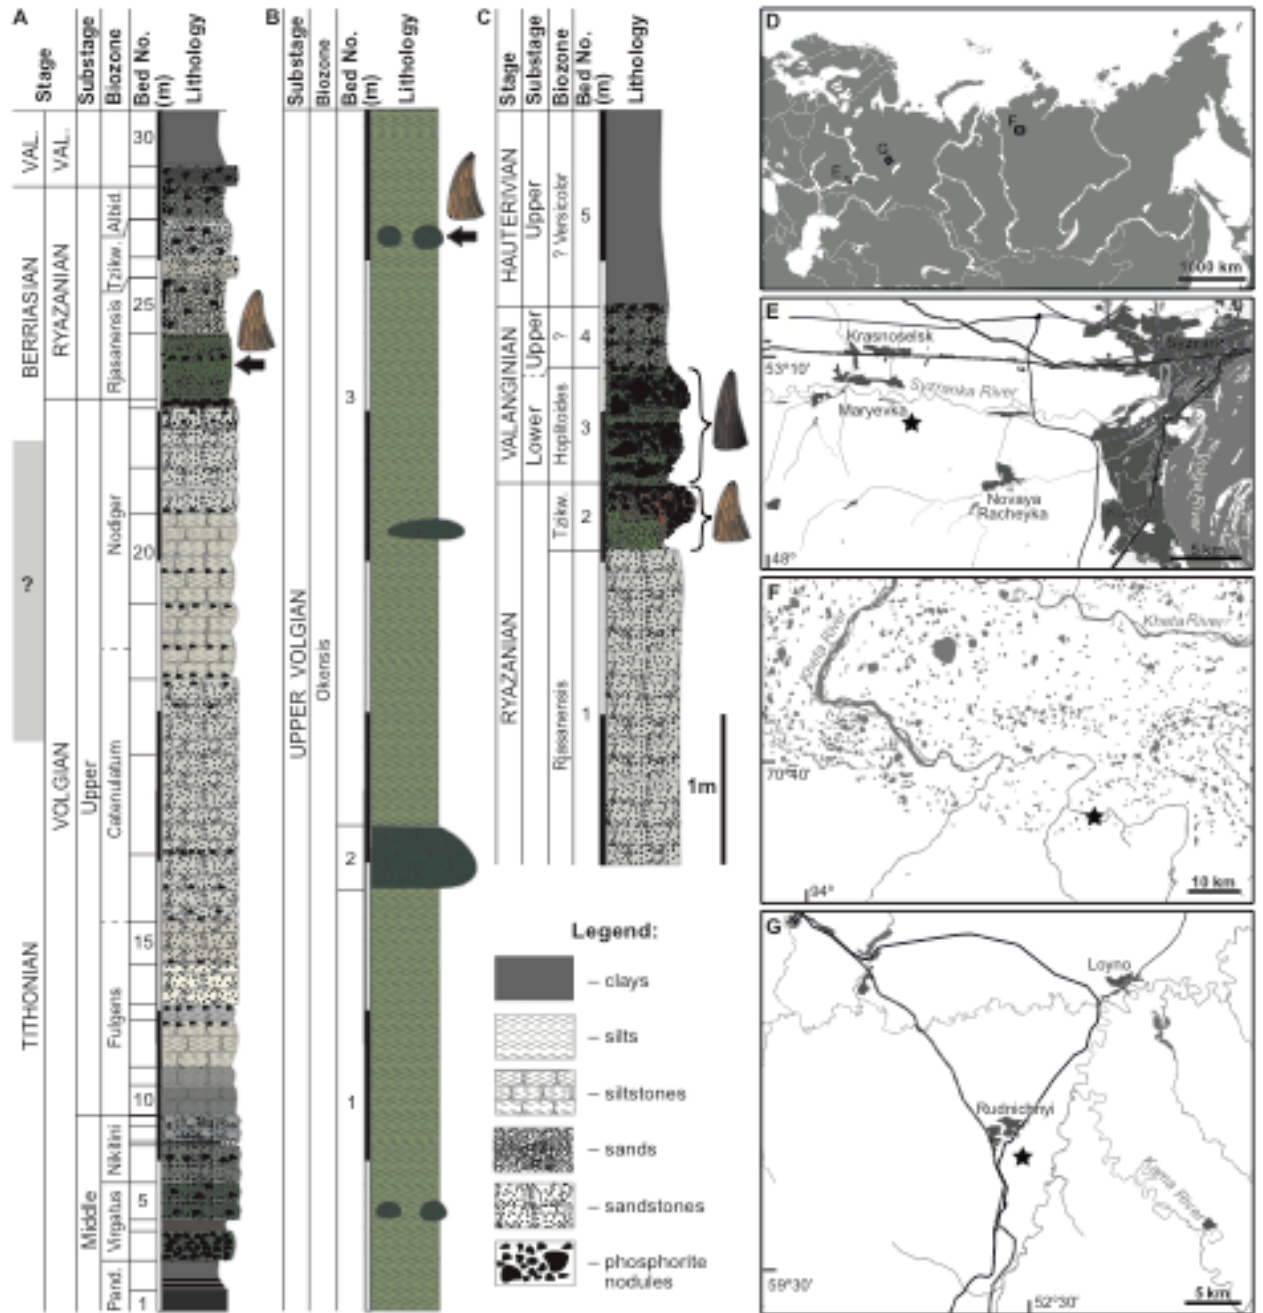 A
Stage
Substage
Biozone
Bed No.
(m)
Lithology
VAL.
VAL.
BERRIASIAN
RYAZANIAN
TITHONIAN
VOLGIAN
?
Upper
Middle
Albid.
Tzikw.
Rjasanensis
Nodiger
Catenulatum
Fulgens
Nikitini
Virgatus
Pand.
30
25
20
15
10
5
1
B
Substage
Biozone
Bed No.
(m)
Lithology
UPPER VOLGIAN
Okensis
3
2
1
C
Stage
Substage
Biozone
Bed No.
(m)
Lithology
HAUTERIVIAN
Upper
? Versicolor
5
VALANGINIAN
Upper
?
4
Lower
Hoplitoides
3
RYAZANIAN
Tzikw.
2
Rjasanensis
1
1m
Legend:
– clays
– silts
– siltstones
– sands
– sandstones
– phosphorite
nodules
D
F
G
E
1000 km
E
Krasnoselsk
Syzran
53°10'
Syzranka River
Maryevka
Novaya
Racheyka
48°
5 km
F
Kheta River
70°40'
94°
10 km
G
Loyno
Rudnichnyi
Kama River
59°30'
52°30'
5 km